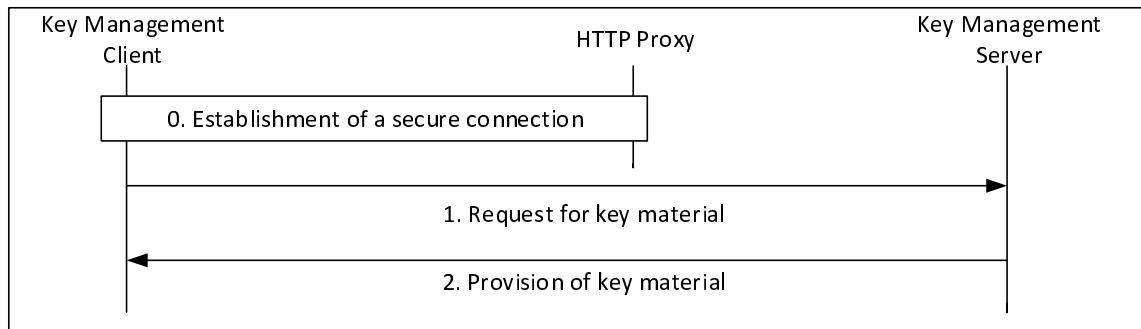 Key Management
Client
HTTP Proxy
Key Management
Server
0. Establishment of a secure connection
1. Request for key material
2. Provision of key material